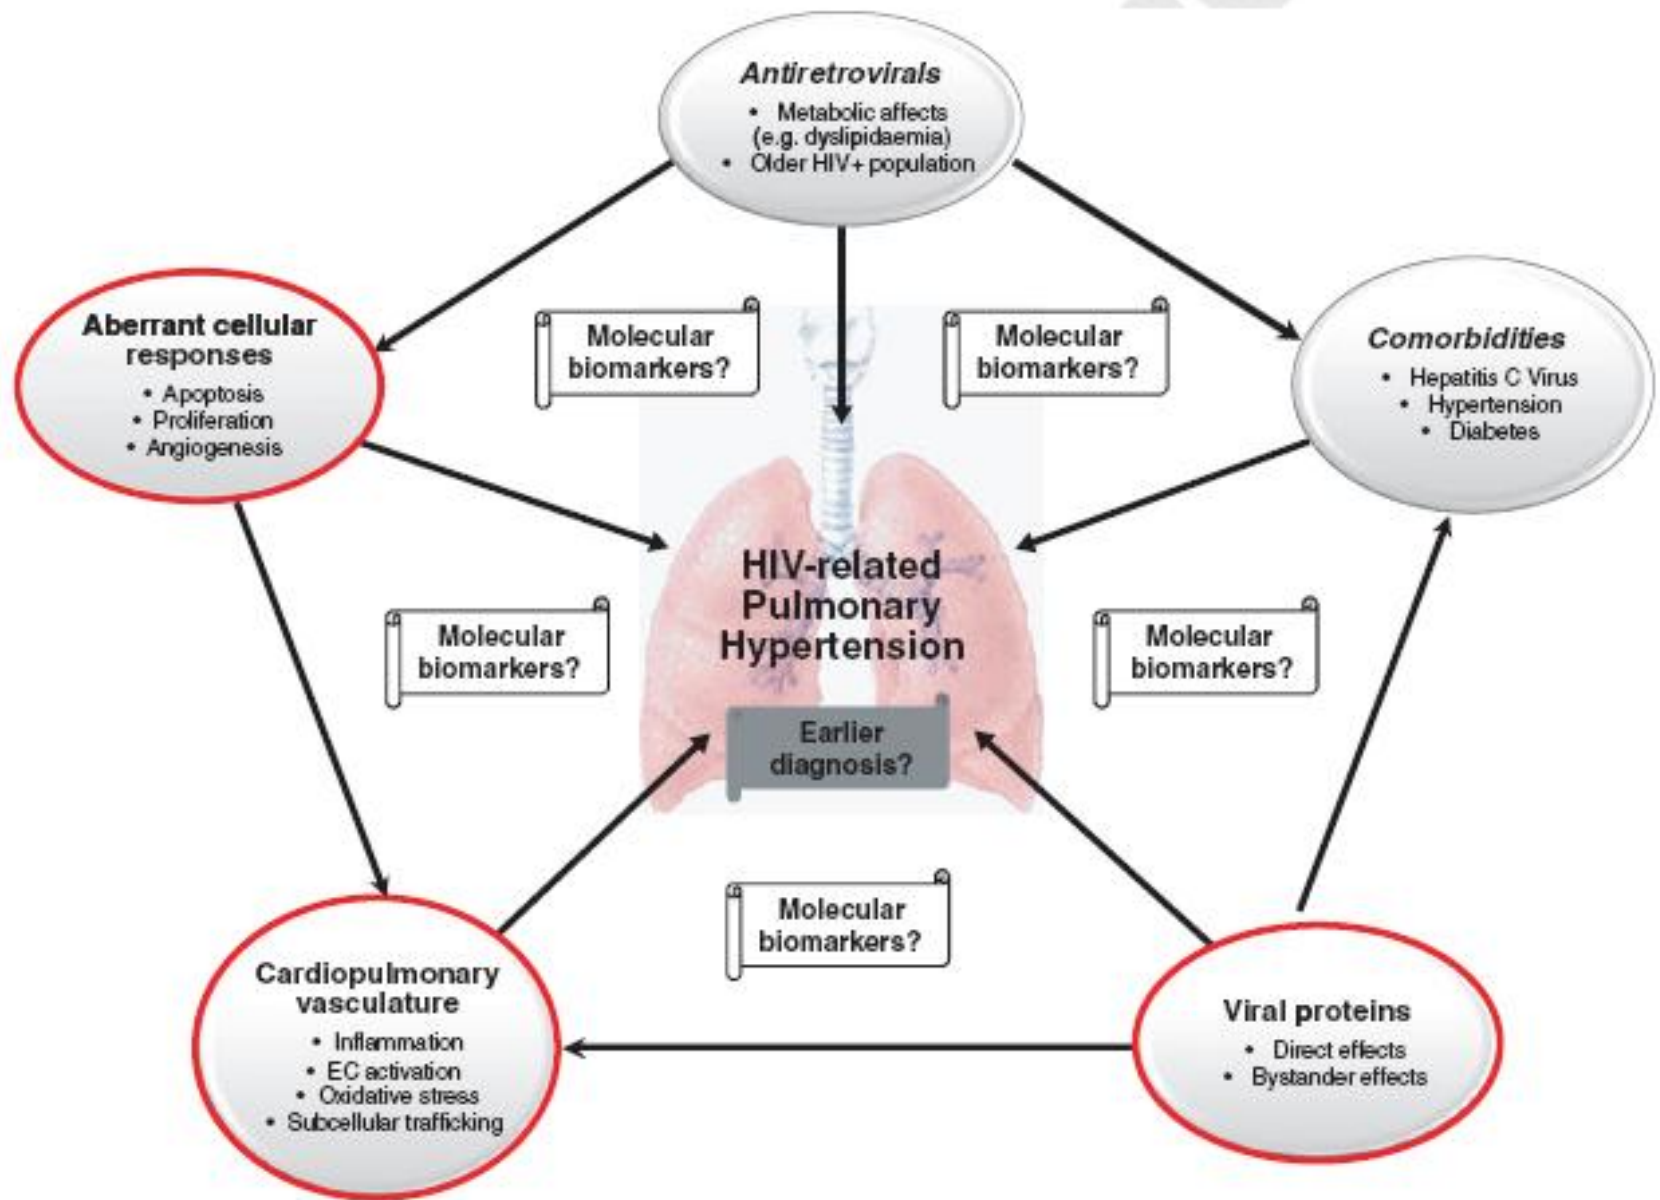 Antiretrovirals
• Metabolic affects
(e.g. dyslipidaemia)
• Older HIV+ population
Aberrant cellular
responses
• Apoptosis
• Proliferation
• Angiogenesis
Molecular
biomarkers?
Molecular
biomarkers?
Comorbidities
• Hepatitis C Virus
• Hypertension
• Diabetes
HIV-related
Pulmonary
Hypertension
Molecular
biomarkers?
Molecular
biomarkers?
Earlier
diagnosis?
Molecular
biomarkers?
Cardiopulmonary
vasculature
• Inflammation
• EC activation
• Oxidative stress
• Subcellular trafficking
Viral proteins
• Direct effects
• Bystander effects